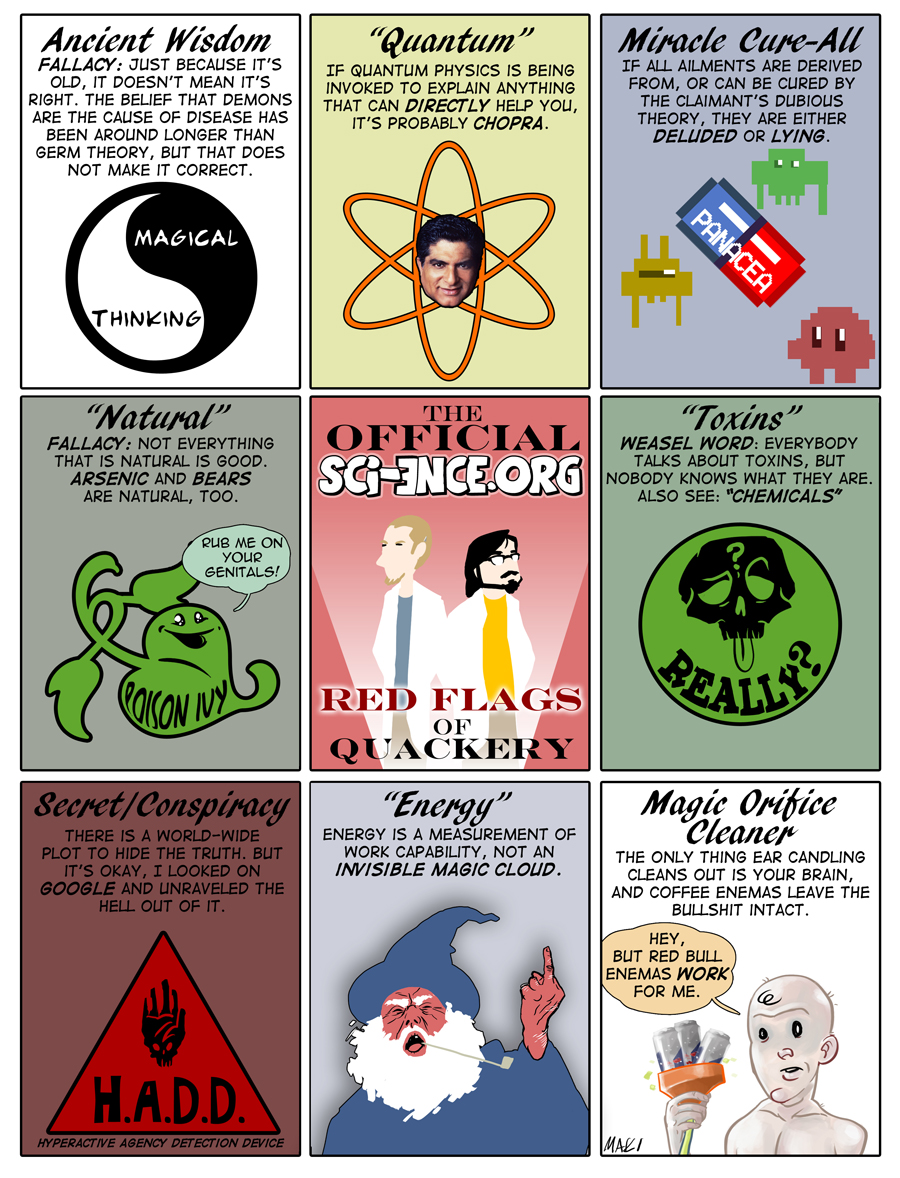 Ancient Wisdom
FALLACY: JUST BECAUSE IT'S
OLD, IT DOESN'T MEAN IT'S
RIGHT. THE BELIEF THAT DEMONS
ARE THE CAUSE OF DISEASE HAS
BEEN AROUND LONGER THAN
GERM THEORY, BUT THAT DOES
NOT MAKE IT CORRECT.
MAGICAL
THINKING
"Quantum"
IF QUANTUM PHYSICS IS BEING
INVOKED TO EXPLAIN ANYTHING
THAT CAN DIRECTLY HELP YOU,
IT'S PROBABLY CHOPRA.
Miracle Cure-All
IF ALL AILMENTS ARE DERIVED
FROM, OR CAN BE CURED BY
THE CLAIMANT'S DUBIOUS
THEORY, THEY ARE EITHER
DELUDED OR LYING.
PANACEA
"Natural"
FALLACY: NOT EVERYTHING
THAT IS NATURAL IS GOOD.
ARSENIC AND BEARS
ARE NATURAL, TOO.
RUB ME ON
YOUR
GENITALS!
POISON IVY
THE
OFFICIAL
SCI-ENCE.ORG
RED FLAGS
OF
QUACKERY
"Toxins"
WEASEL WORD: EVERYBODY
TALKS ABOUT TOXINS, BUT
NOBODY KNOWS WHAT THEY ARE.
ALSO SEE: "CHEMICALS"
?
REALLY?
Secret/Conspiracy
THERE IS A WORLD-WIDE
PLOT TO HIDE THE TRUTH. BUT
IT'S OKAY, I LOOKED ON
GOOGLE AND UNRAVELED THE
HELL OUT OF IT.
H.A.D.D.
HYPERACTIVE AGENCY DETECTION DEVICE
"Energy"
ENERGY IS A MEASUREMENT OF
WORK CAPABILITY, NOT AN
INVISIBLE MAGIC CLOUD.
Magic Orifice
Cleaner
THE ONLY THING EAR CANDLING
CLEANS OUT IS YOUR BRAIN,
AND COFFEE ENEMAS LEAVE THE
BULLSHIT INTACT.
HEY,
BUT RED BULL
ENEMAS WORK
FOR ME.
MAKI